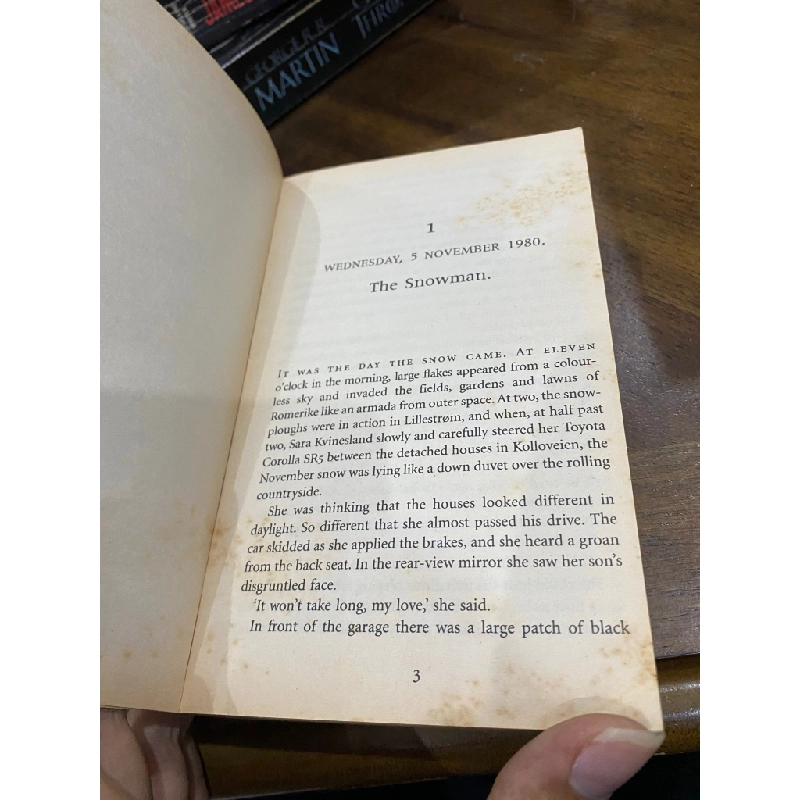 JAMES
GEORGE R.R.
MARTIN
THRO
1
WEDNESDAY, 5 NOVEMBER 1980.
The Snowman.
IT WAS THE DAY THE SNOW CAME. AT ELEVEN
o'clock in the morning, large flakes appeared from a colour-
less sky and invaded the fields, gardens and lawns of
Romerike like an armada from outer space. At two, the snow-
ploughs were in action in Lillestrøm, and when, at half past
two, Sara Kvinesland slowly and carefully steered her Toyota
Corolla SR5 between the detached houses in Kolloveien, the
November snow was lying like a down duvet over the rolling
countryside.
She was thinking that the houses looked different in
daylight. So different that she almost passed his drive. The
car skidded as she applied the brakes, and she heard a groan
from the back seat. In the rear-view mirror she saw her son's
disgruntled face.
'It won't take long, my love,' she said.
In front of the garage there was a large patch of black
3